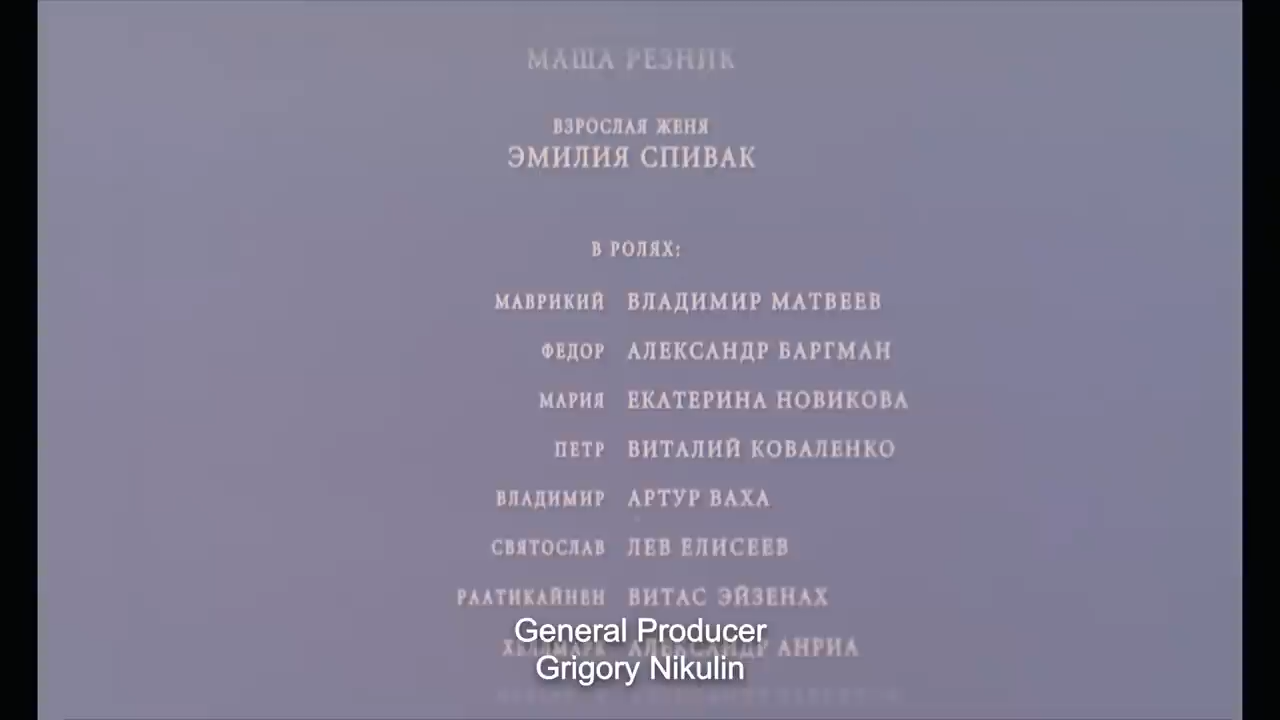 МАША РЕЗНИК
ВЗРОСЛАЯ ЖЕНЯ
ЭМИЛИЯ СПИВАК
В РОЛЯХ:
МАВРИКИЙ ВЛАДИМИР МАТВЕЕВ
ФЕДОР АЛЕКСАНДР БАРГМАН
МАРИЯ ЕКАТЕРИНА НОВИКОВА
ПЕТР ВИТАЛИЙ КОВАЛЕНКО
ВЛАДИМИР АРТУР ВАХА
СВЯТОСЛАВ ЛЕВ ЕЛИСЕЕВ
РААТИКАЙНЕН ВИТАС ЭЙЗЕНАХ
General Producer
АЛЕКСАНДР АНРИА
Grigory Nikulin